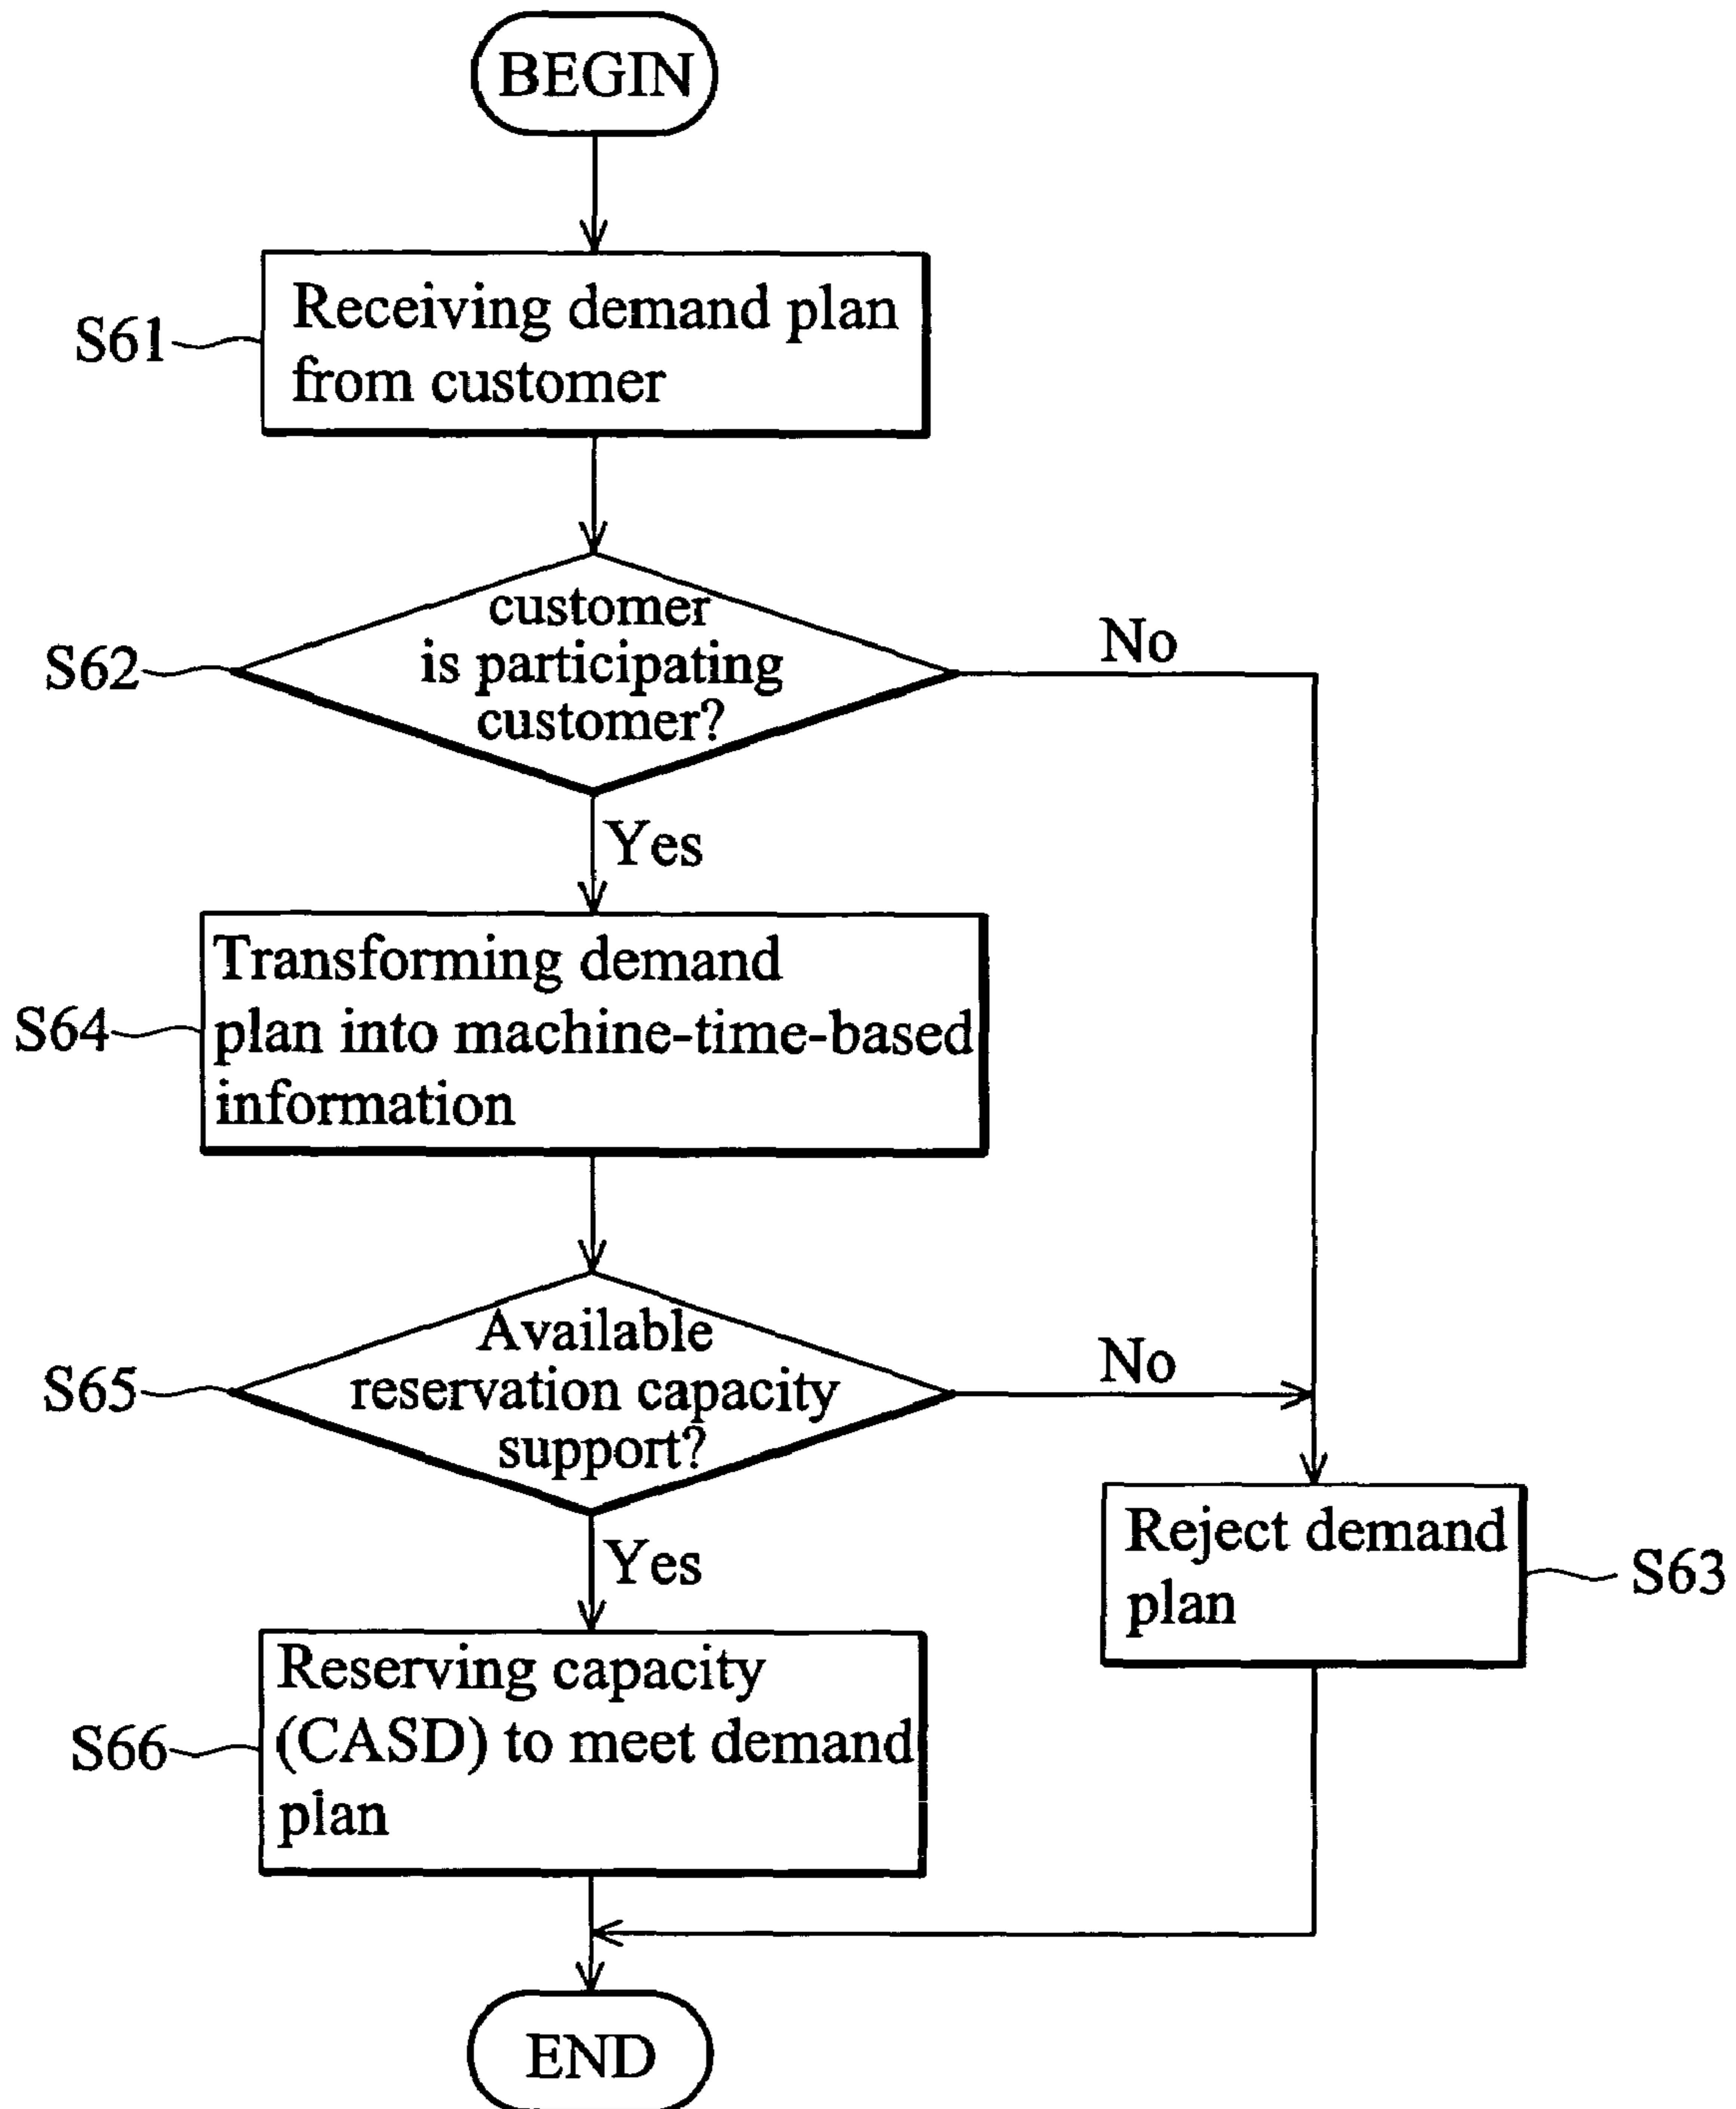 BEGIN
S61
Receiving demand plan
from customer
S62
customer
is participating
customer?
No
Yes
S64
Transforming demand
plan into machine-time-based
information
S65
Available
reservation capacity
support?
No
Yes
Reject demand
plan
S63
S66
Reserving capacity
(CASD) to meet demand
plan
END